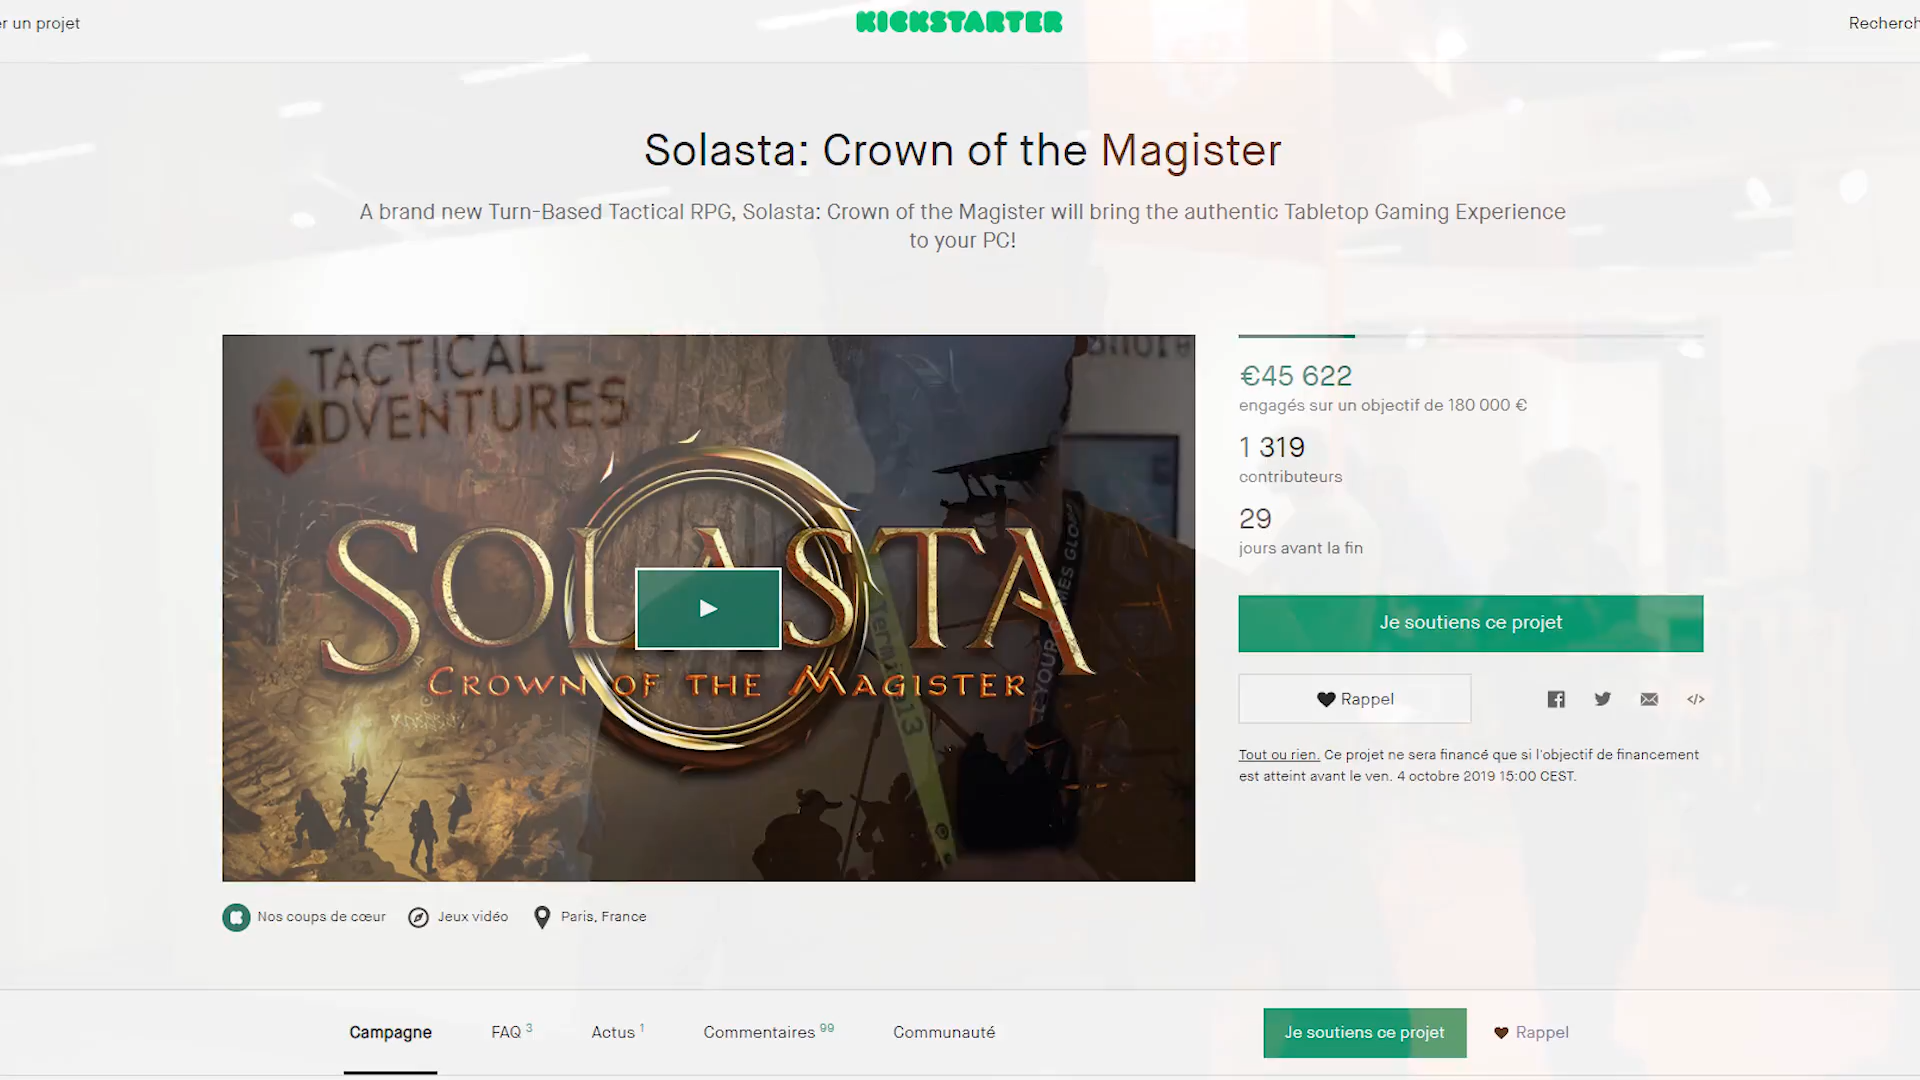 er un projet
KICKSTARTER
Recherch
Solasta: Crown of the Magister
A brand new Turn-Based Tactical RPG, Solasta: Crown of the Magister will bring the authentic Tabletop Gaming Experience
to your PC!
TACTICAL
ADVENTURES
SOLASTA
CROWN OF THE MAGISTER
€45 622
engagés sur un objectif de 180 000 €
1 319
contributeurs
29
jours avant la fin
Je soutiens ce projet
Rappel
Tout ou rien. Ce projet ne sera financé que si l'objectif de financement
est atteint avant le ven. 4 octobre 2019 15:00 CEST.
Nos coups de cœur
Jeux vidéo
Paris, France
Campagne
FAQ 3
Actus 1
Commentaires 99
Communauté
Je soutiens ce projet
Rappel